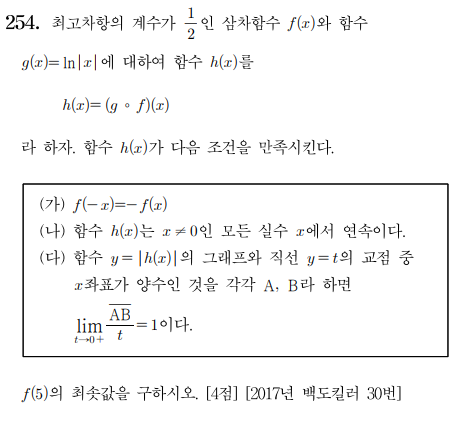 254. 최고차항의 계수가 1/2인 삼차함수 f(x)와 함수
g(x)=ln|x|에 대하여 함수 h(x)를
h(x)=(g∘f)(x)
라 하자. 함수 h(x)가 다음 조건을 만족시킨다.
(가) f(-x)=-f(x)
(나) 함수 h(x)는 x≠0인 모든 실수 x에서 연속이다.
(다) 함수 y=|h(x)|의 그래프와 직선 y=t의 교점 중
x좌표가 양수인 것을 각각 A, B라 하면
lim_{t→0+} \overline{AB}/t=1이다.
f(5)의 최솟값을 구하시오. [4점] [2017년 백도킬러 30번]